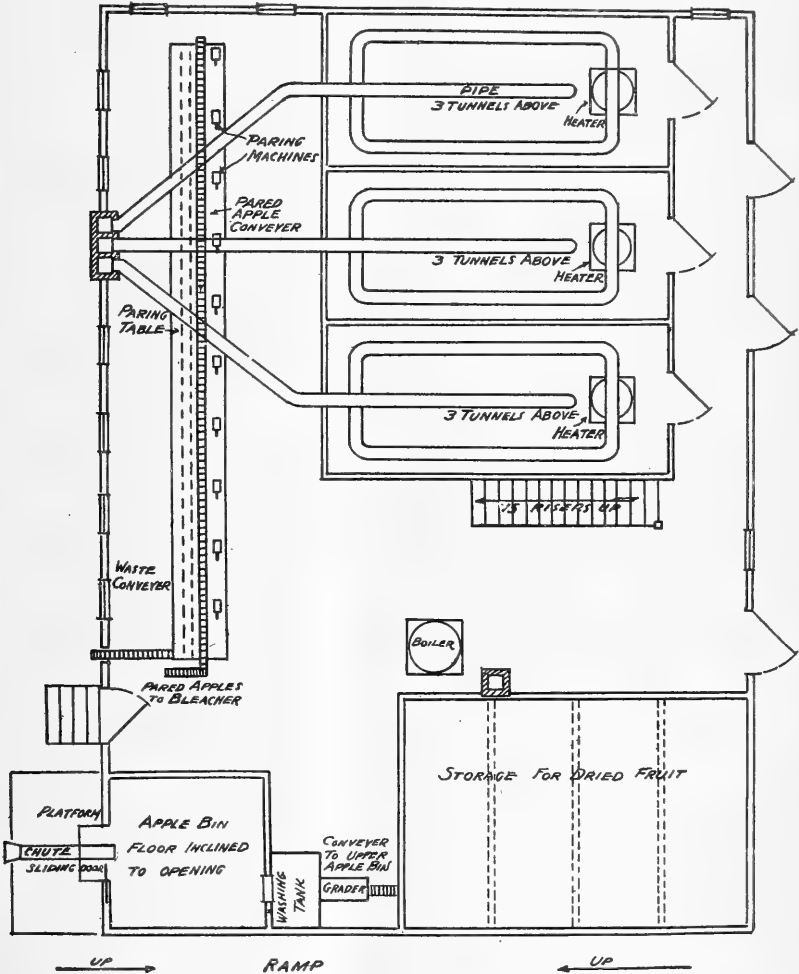 PIPE
3 TUNNELS ABOVE
HEATER
PARING
MACHINES
PARED
APPLE
CONVEYER
3 TUNNELS ABOVE
HEATER
PARING
TABLE
3 TUNNELS ABOVE
HEATER
15 RISERS UP
WASTE
CONVEYER
BOILER
PARED APPLES
TO BLEACHER
STORAGE FOR DRIED FRUIT
PLATFORM
CHUTE
SLIDING DOOR
APPLE BIN
FLOOR INCLINED
TO OPENING
WASHING
TANK
CONVEYER
TO UPPER
APPLE BIN
GRADER
UP
RAMP
UP